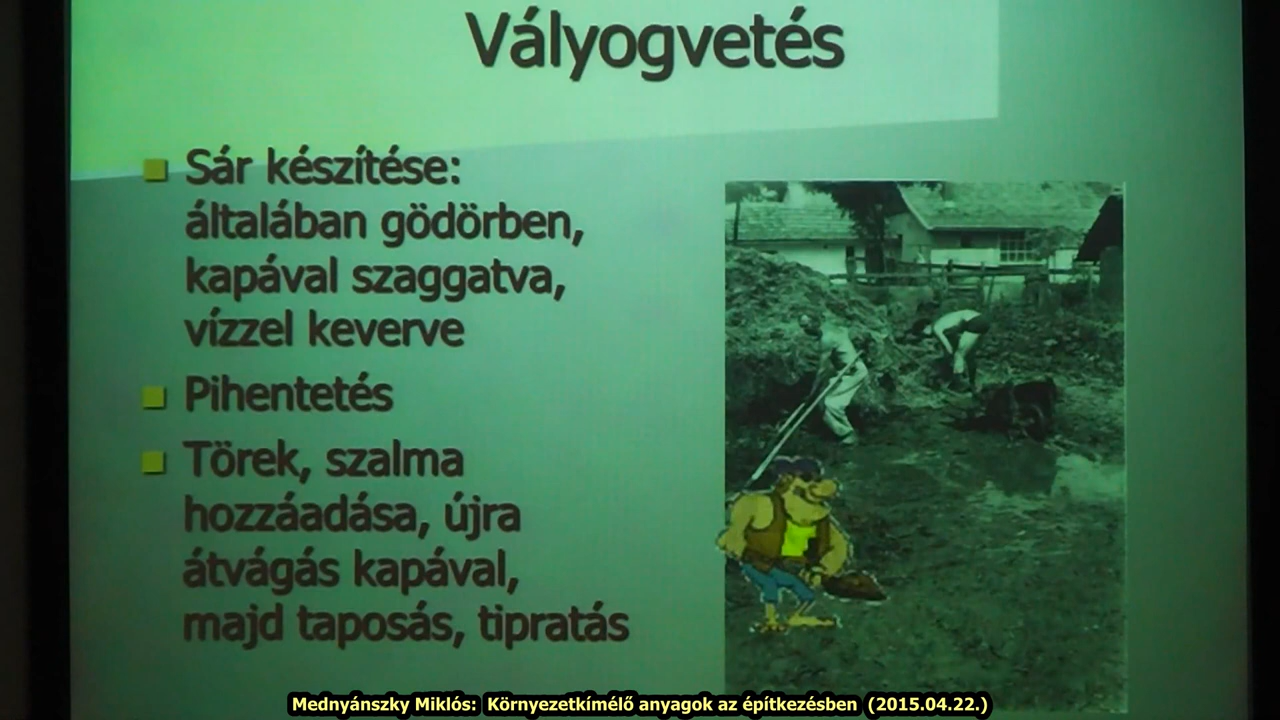 Vályogvetés
Sár készítése:
általában gödörben,
kapával szaggatva,
vízzel keverve
Pihentetés
Törek, szalma
hozzáadása, újra
átvágás kapával,
majd taposás, tipratás
Mednyánszky Miklós: Környezetkímélő anyagok az építkezésben (2015.04.22.)